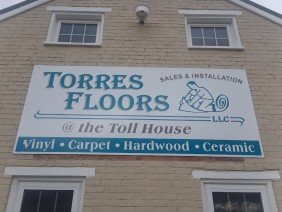 TORRES
FLOORS
SALES & INSTALLATION
LLC
@ the Toll House
Vinyl • Carpet • Hardwood • Ceramic